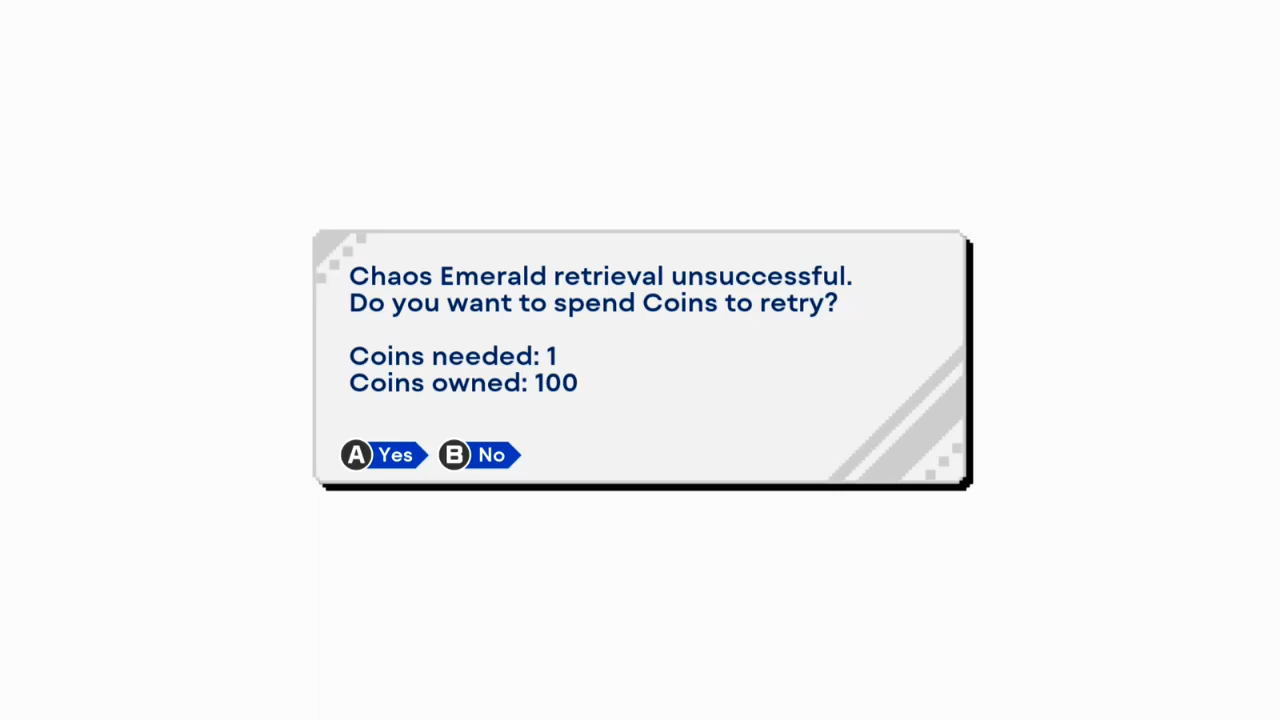 Chaos Emerald retrieval unsuccessful.
Do you want to spend Coins to retry?
Coins needed: 1
Coins owned: 100
A Yes B No